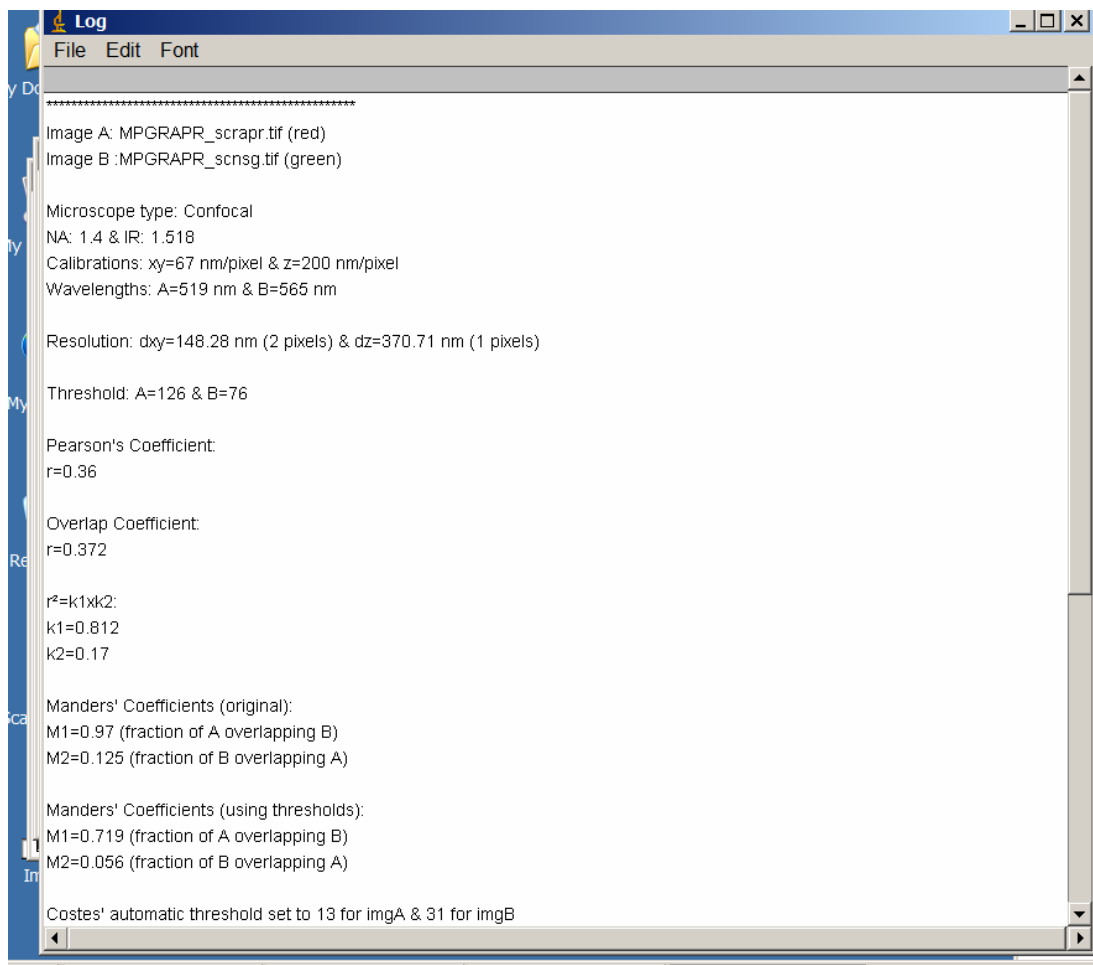 Log
File Edit Font
**************************************************
Image A: MPGRAPR_scrapr.tif (red)
Image B :MPGRAPR_scnsg.tif (green)
Microscope type: Confocal
NA: 1.4 & IR: 1.518
Calibrations: xy=67 nm/pixel & z=200 nm/pixel
Wavelengths: A=519 nm & B=565 nm
Resolution: dxy=148.28 nm (2 pixels) & dz=370.71 nm (1 pixels)
Threshold: A=126 & B=76
Pearson's Coefficient:
r=0.36
Overlap Coefficient:
r=0.372
r²=k1xk2:
k1=0.812
k2=0.17
Manders' Coefficients (original):
M1=0.97 (fraction of A overlapping B)
M2=0.125 (fraction of B overlapping A)
Manders' Coefficients (using thresholds):
M1=0.719 (fraction of A overlapping B)
M2=0.056 (fraction of B overlapping A)
Costes' automatic threshold set to 13 for imgA & 31 for imgB